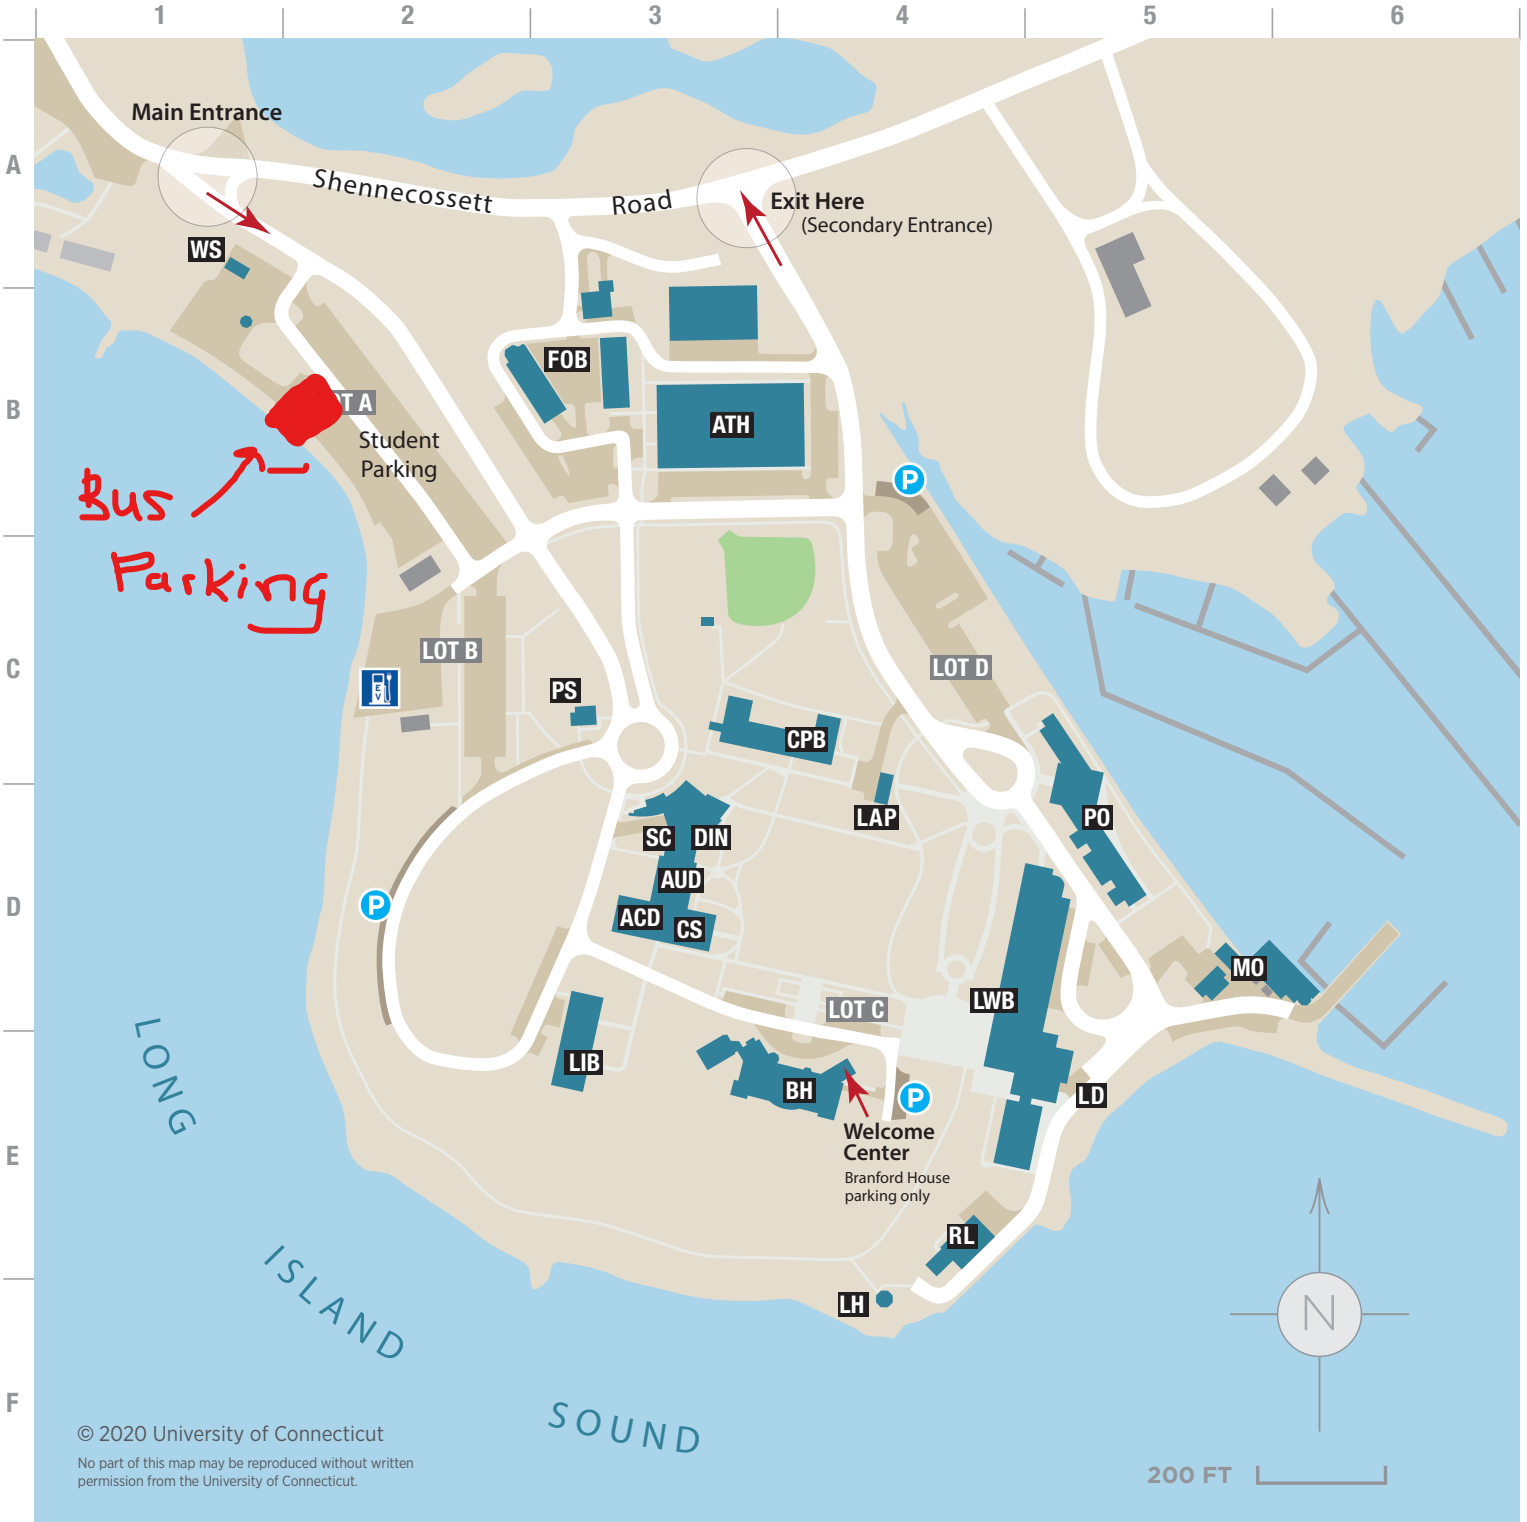 1 2 3 4 5 6
A
B
C
D
E
F
Main Entrance
Shennecossett Road
Exit Here
(Secondary Entrance)
WS
FOB
ATH
OT A
Student
Parking
Bus
Parking
P
LOT B
LOT D
EV
PS
CPB
LAP
PO
SC
DIN
AUD
ACD
CS
P
MO
LWB
LOT C
LIB
BH
P
LD
Welcome
Center
Branford House
parking only
RL
LH
LONG
ISLAND
SOUND
N
200 FT
© 2020 University of Connecticut
No part of this map may be reproduced without written
permission from the University of Connecticut.